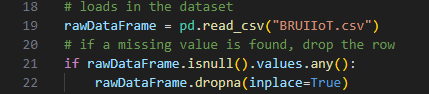 18 # loads in the dataset
19 rawDataFrame = pd.read_csv("BRUIIoT.csv")
20 # if a missing value is found, drop the row
21 if rawDataFrame.isnull().values.any():
22     rawDataFrame.dropna(inplace=True)